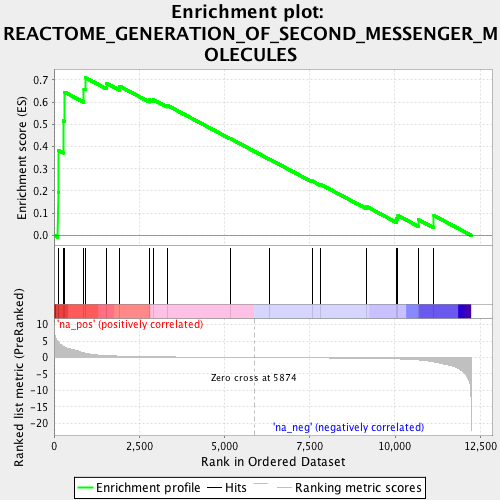 Enrichment plot:
REACTOME_GENERATION_OF_SECOND_MESSENGER_M
OLECULES
Enrichment score (ES)
0.7
0.6
0.5
0.4
0.3
0.2
0.1
0.0
Ranked list metric (PreRanked)
10
5
0
-5
-10
-15
-20
'na_pos' (positively correlated)
Zero cross at 5874
'na_neg' (negatively correlated)
0
2,500
5,000
7,500
10,000
12,500
Rank in Ordered Dataset
Enrichment profile
Hits
Ranking metric scores